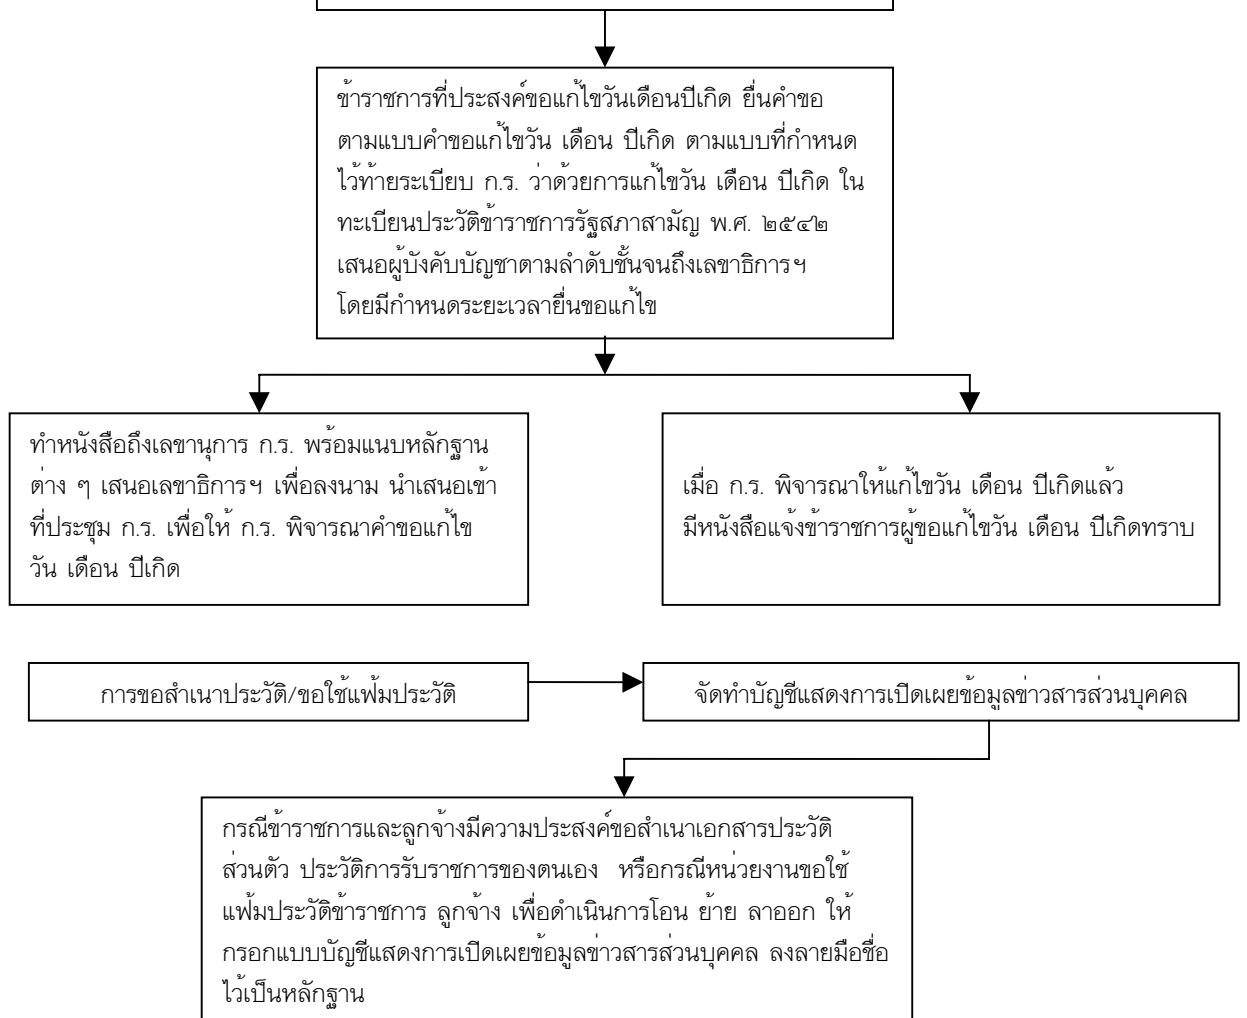 ข้าราชการที่ประสงค์ขอแก้ไขวันเดือนปีเกิด ยื่นคำขอ
ตามแบบคำขอแก้ไขวัน เดือน ปีเกิด ตามแบบที่กำหนด
ไว้ท้ายระเบียบ ก.ร. ว่าด้วยการแก้ไขวัน เดือน ปีเกิด ใน
ทะเบียนประวัติข้าราชการรัฐสภาสามัญ พ.ศ. ๒๕๔๒
เสนอผู้บังคับบัญชาตามลำดับชั้นจนถึงเลขาธิการฯ
โดยมีกำหนดระยะเวลายื่นขอแก้ไข
ทำหนังสือถึงเลขานุการ ก.ร. พร้อมแนบหลักฐาน
ต่าง ๆ เสนอเลขาธิการฯ เพื่อลงนาม นำเสนอเข้า
ที่ประชุม ก.ร. เพื่อให้ ก.ร. พิจารณาคำขอแก้ไข
วัน เดือน ปีเกิด
เมื่อ ก.ร. พิจารณาให้แก้ไขวัน เดือน ปีเกิดแล้ว
มีหนังสือแจ้งข้าราชการผู้ขอแก้ไขวัน เดือน ปีเกิดทราบ
การขอสำเนาประวัติ/ขอใช้แฟ้มประวัติ
จัดทำบัญชีแสดงการเปิดเผยข้อมูลข่าวสารส่วนบุคคล
กรณีข้าราชการและลูกจ้างมีความประสงค์ขอสำเนาเอกสารประวัติ
ส่วนตัว ประวัติการรับราชการของตนเอง หรือกรณีหน่วยงานขอใช้
แฟ้มประวัติข้าราชการ ลูกจ้าง เพื่อดำเนินการโอน ย้าย ลาออก ให้
กรอกแบบบัญชีแสดงการเปิดเผยข้อมูลข่าวสารส่วนบุคคล ลงลายมือชื่อ
ไว้เป็นหลักฐาน